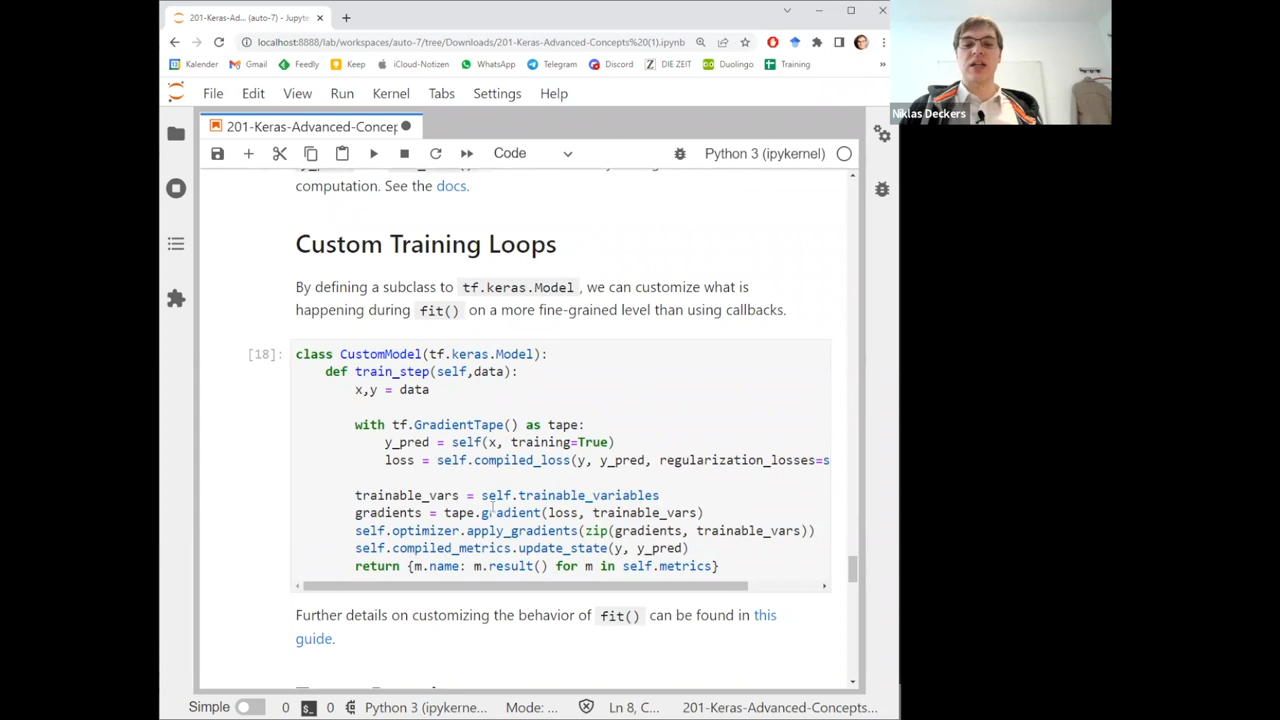 201-Keras-Ad... (auto-7) - Jupyte
localhost:8888/lab/workspaces/auto-7/tree/Downloads/201-Keras-Advanced-Concepts%20(1).ipynb
Kalender Gmail Feedly Keep iCloud-Notizen WhatsApp Telegram Discord DIE ZEIT Duolingo Training »
Niklas Deckers
File Edit View Run Kernel Tabs Settings Help
201-Keras-Advanced-Concep
Code Python 3 (ipykernel)
computation. See the docs.
Custom Training Loops
By defining a subclass to tf.keras.Model, we can customize what is
happening during fit() on a more fine-grained level than using callbacks.
[18]: class CustomModel(tf.keras.Model):
def train_step(self,data):
x,y = data
with tf.GradientTape() as tape:
y_pred = self(x, training=True)
loss = self.compiled_loss(y, y_pred, regularization_losses=s
trainable_vars = self.trainable_variables
gradients = tape.gradient(loss, trainable_vars)
self.optimizer.apply_gradients(zip(gradients, trainable_vars))
self.compiled_metrics.update_state(y, y_pred)
return {m.name: m.result() for m in self.metrics}
Further details on customizing the behavior of fit() can be found in this
guide.
Simple 0 0 Python 3 (ipykerne... Mode: ... Ln 8, C... 201-Keras-Advanced-Concepts...